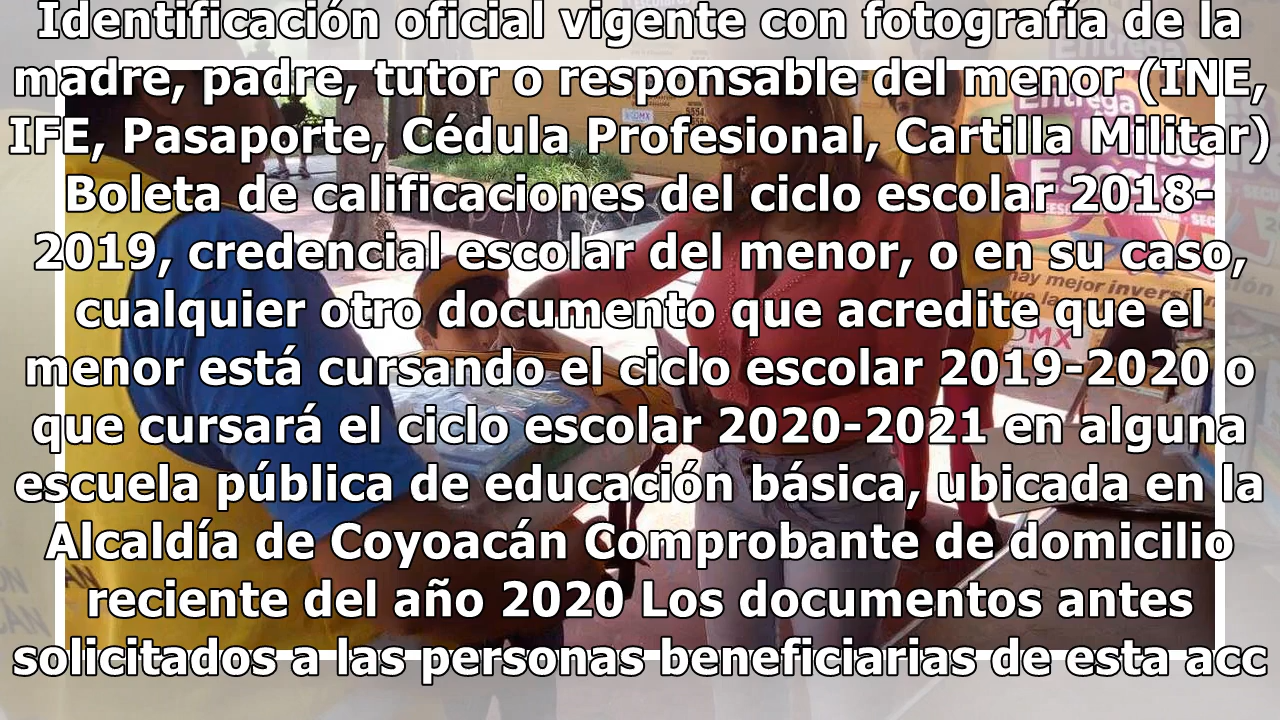 Identificación oficial vigente con fotografía de la
madre, padre, tutor o responsable del menor (INE,
IFE, Pasaporte, Cédula Profesional, Cartilla Militar)
Boleta de calificaciones del ciclo escolar 2018-
2019, credencial escolar del menor, o en su caso,
cualquier otro documento que acredite que el
menor está cursando el ciclo escolar 2019-2020 o
que cursará el ciclo escolar 2020-2021 en alguna
escuela pública de educación básica, ubicada en la
Alcaldía de Coyoacán Comprobante de domicilio
reciente del año 2020 Los documentos antes
solicitados a las personas beneficiarias de esta acc
Entrega
hay mejor inversión